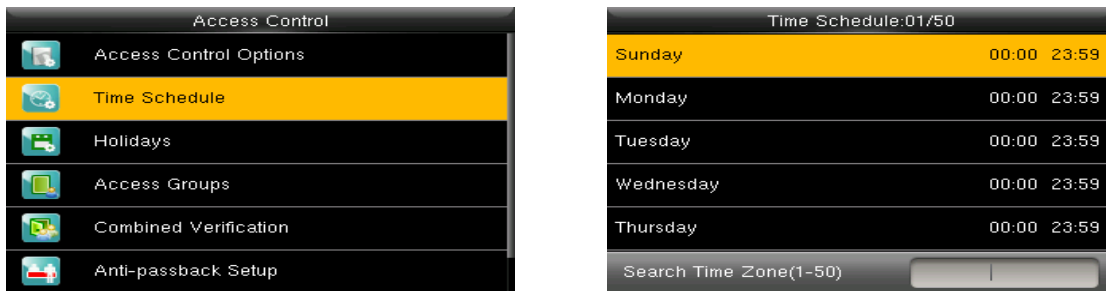 Access Control
Access Control Options
Time Schedule
Holidays
Access Groups
Combined Verification
Anti-passback Setup
Time Schedule:01/50
Sunday 00:00 23:59
Monday 00:00 23:59
Tuesday 00:00 23:59
Wednesday 00:00 23:59
Thursday 00:00 23:59
Search Time Zone(1-50)